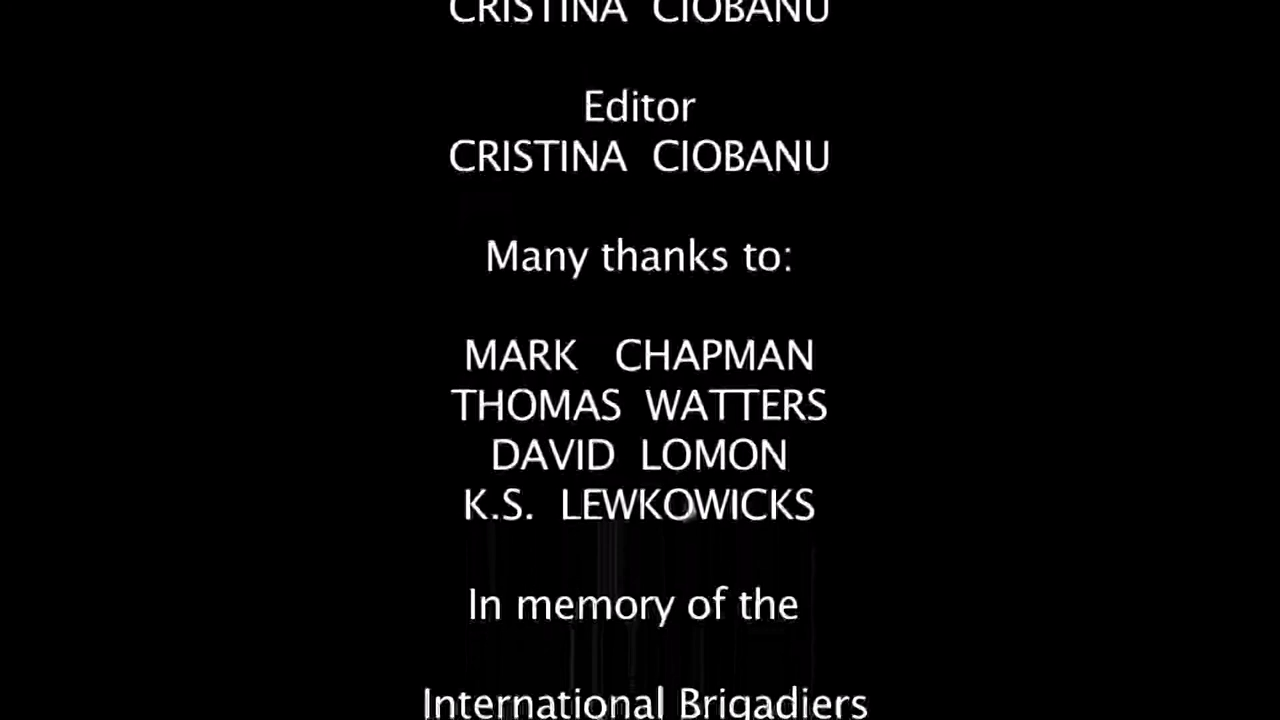 CRISTINA CIOBANU
Editor
CRISTINA CIOBANU
Many thanks to:
MARK CHAPMAN
THOMAS WATTERS
DAVID LOMON
K.S. LEWKOWICKS
In memory of the
International Brigadiers